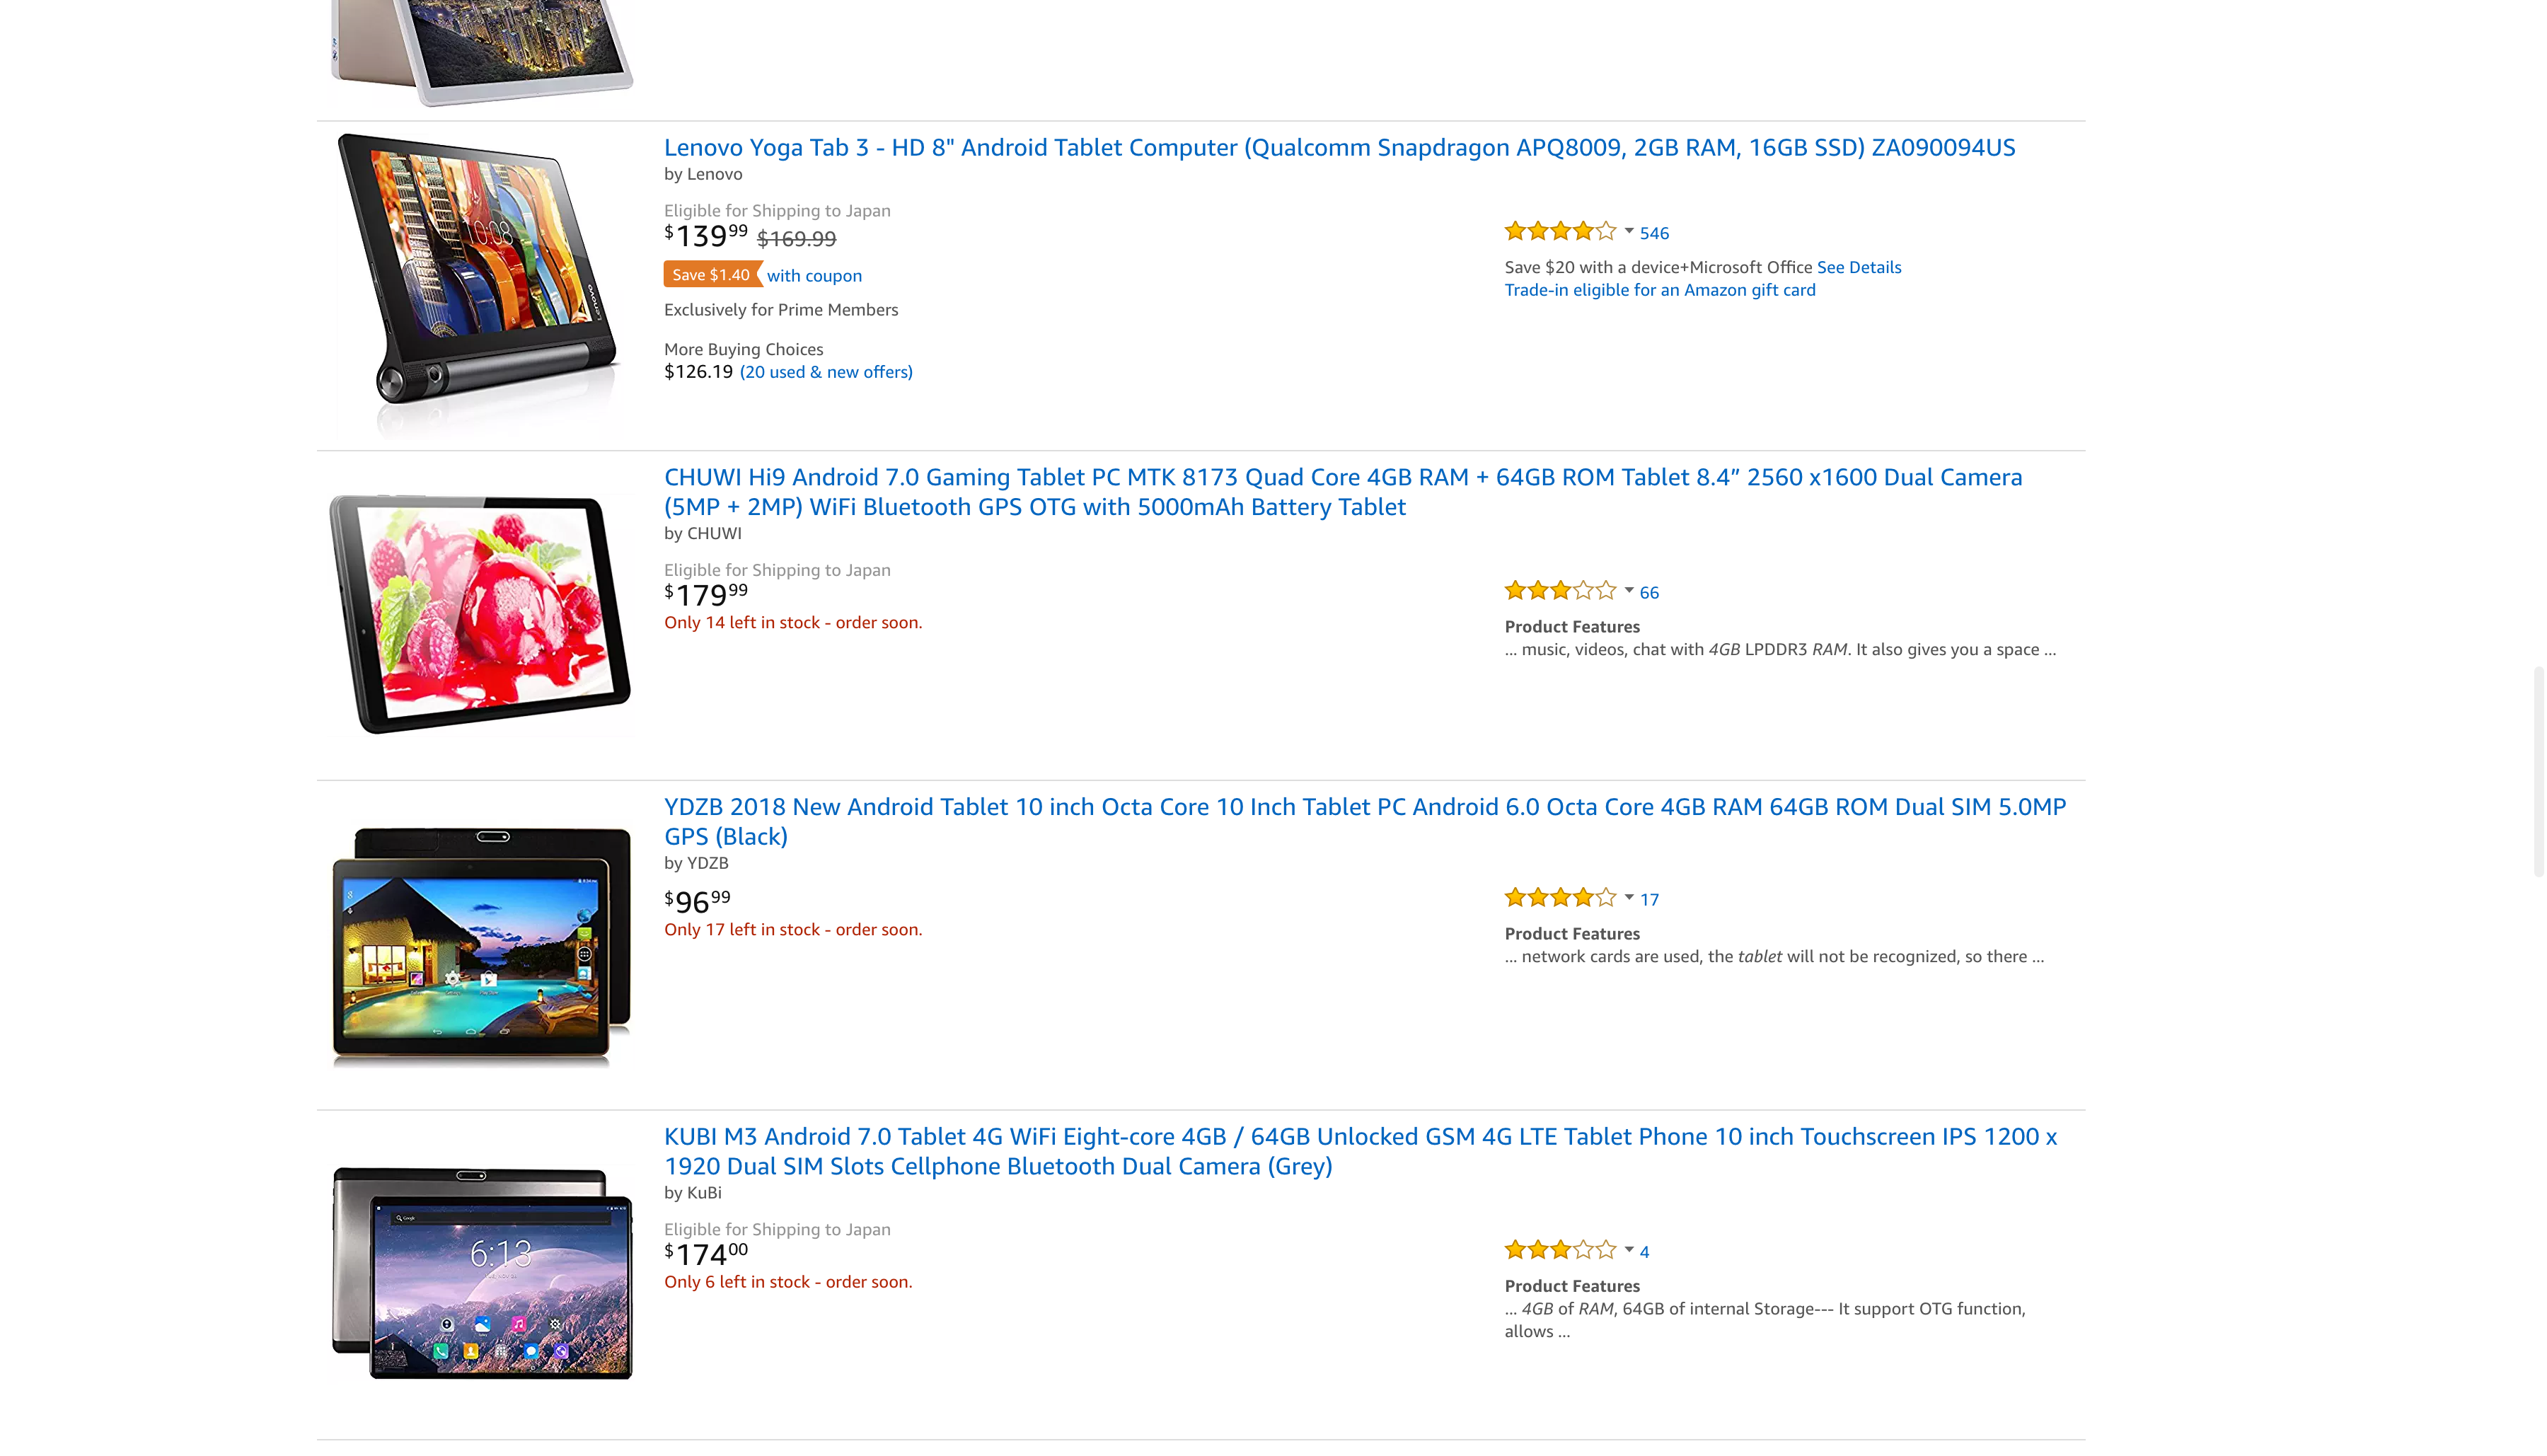 Lenovo Yoga Tab 3 - HD 8" Android Tablet Computer (Qualcomm Snapdragon APQ8009, 2GB RAM, 16GB SSD) ZA090094US
by Lenovo
Eligible for Shipping to Japan
$139.99 $169.99
Save $1.40 with coupon
Exclusively for Prime Members
More Buying Choices
$126.19 (20 used & new offers)
546
Save $20 with a device+Microsoft Office See Details
Trade-in eligible for an Amazon gift card
10:08
Lenovo
CHUWI Hi9 Android 7.0 Gaming Tablet PC MTK 8173 Quad Core 4GB RAM + 64GB ROM Tablet 8.4” 2560 x1600 Dual Camera
(5MP + 2MP) WiFi Bluetooth GPS OTG with 5000mAh Battery Tablet
by CHUWI
Eligible for Shipping to Japan
$179 99
Only 14 left in stock - order soon.
66
Product Features
... music, videos, chat with 4GB LPDDR3 RAM. It also gives you a space ...
YDZB 2018 New Android Tablet 10 inch Octa Core 10 Inch Tablet PC Android 6.0 Octa Core 4GB RAM 64GB ROM Dual SIM 5.0MP
GPS (Black)
by YDZB
$96 99
Only 17 left in stock - order soon.
17
Product Features
... network cards are used, the tablet will not be recognized, so there ...
KUBI M3 Android 7.0 Tablet 4G WiFi Eight-core 4GB / 64GB Unlocked GSM 4G LTE Tablet Phone 10 inch Touchscreen IPS 1200 x
1920 Dual SIM Slots Cellphone Bluetooth Dual Camera (Grey)
by KuBi
Eligible for Shipping to Japan
$174 00
Only 6 left in stock - order soon.
4
Product Features
... 4GB of RAM, 64GB of internal Storage--- It support OTG function,
allows ...
Google
6:13